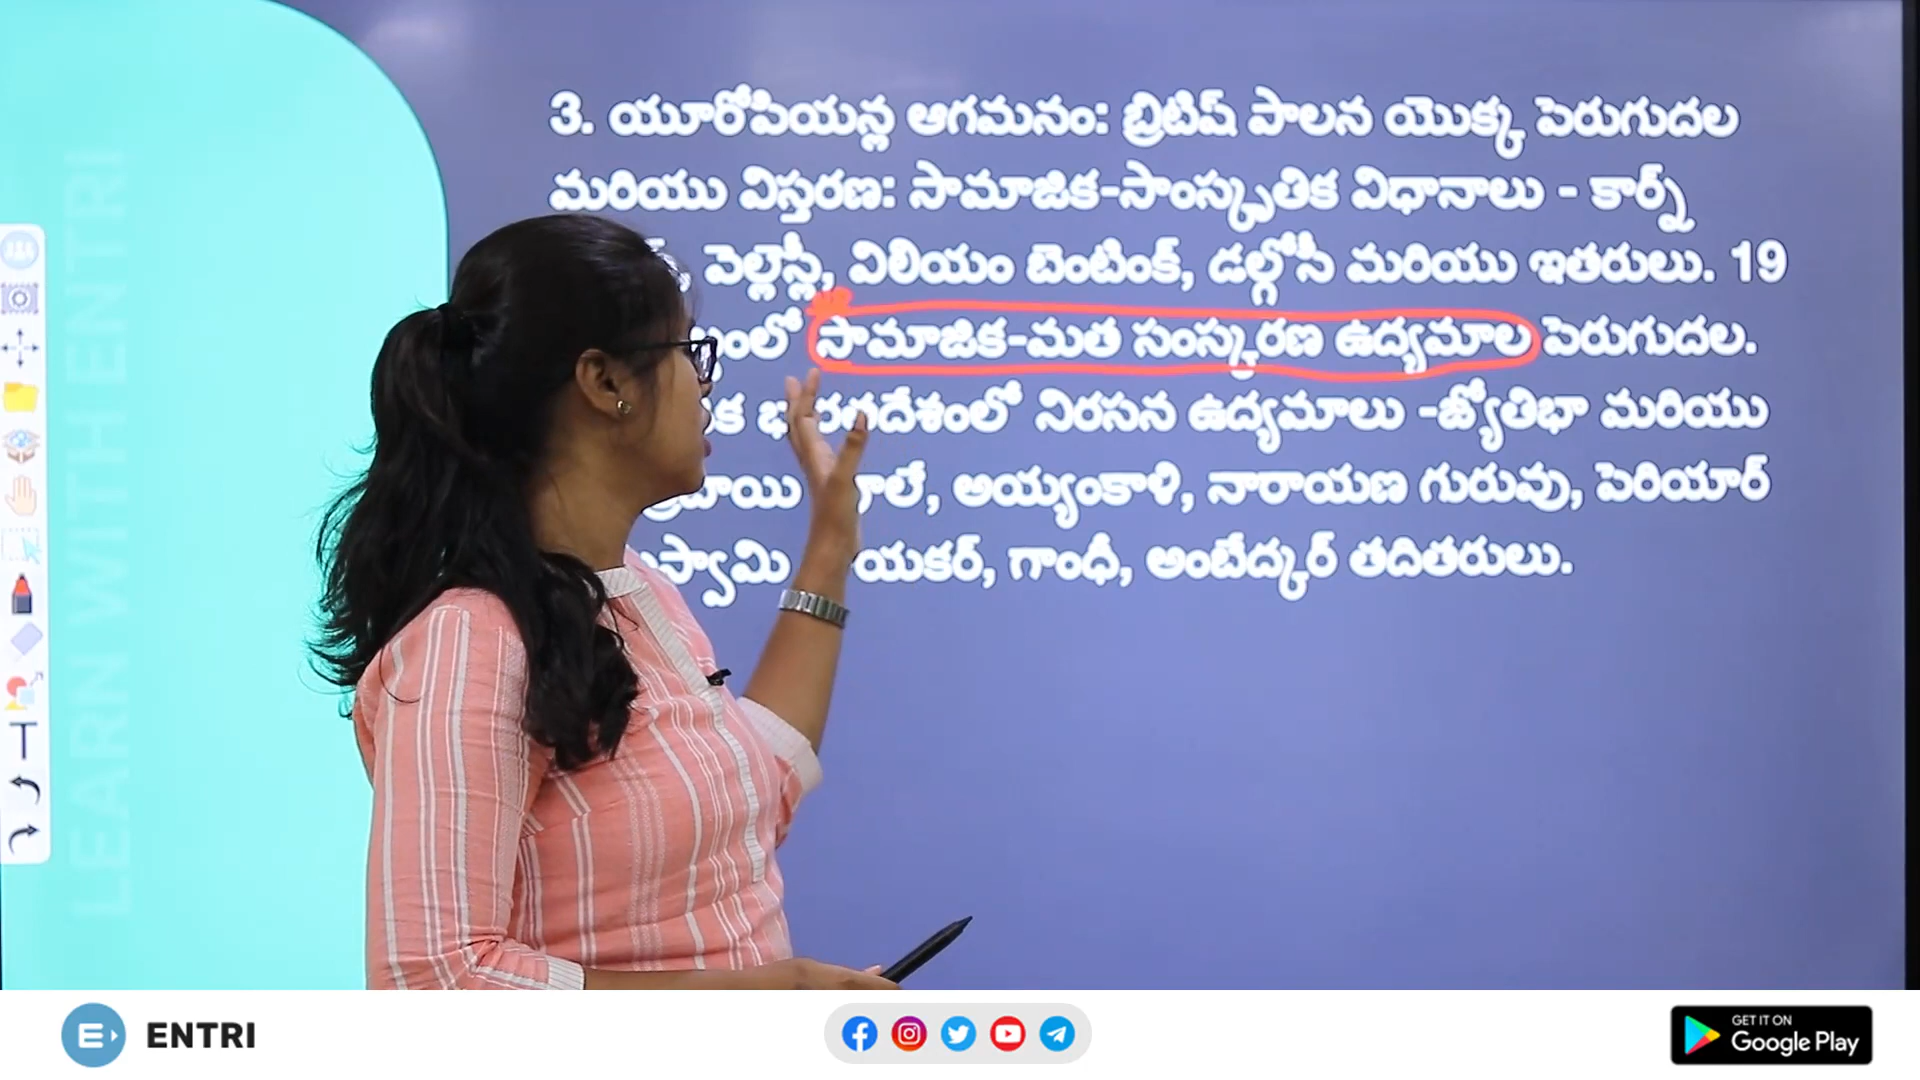 3. యూరోపియన్ల ఆగమనం: బ్రిటిష్ పాలన యొక్క పెరుగుదల
మరియు విస్తరణ: సామాజిక-సాంస్కృతిక విధానాలు - కార్న్
వెల్లెస్లీ, విలియం బెంటింక్, డల్హౌసీ మరియు ఇతరులు. 19
సామాజిక-మత సంస్కరణ ఉద్యమాల పెరుగుదల.
భారతదేశంలో నిరసన ఉద్యమాలు -జ్యోతిభా మరియు
అయ్యంకాళి, నారాయణ గురువు, పెరియార్
గాంధీ, అంబేద్కర్ తదితరులు.
LEARN WITH ENTRI
T
E ENTRI
GET IT ON
Google Play